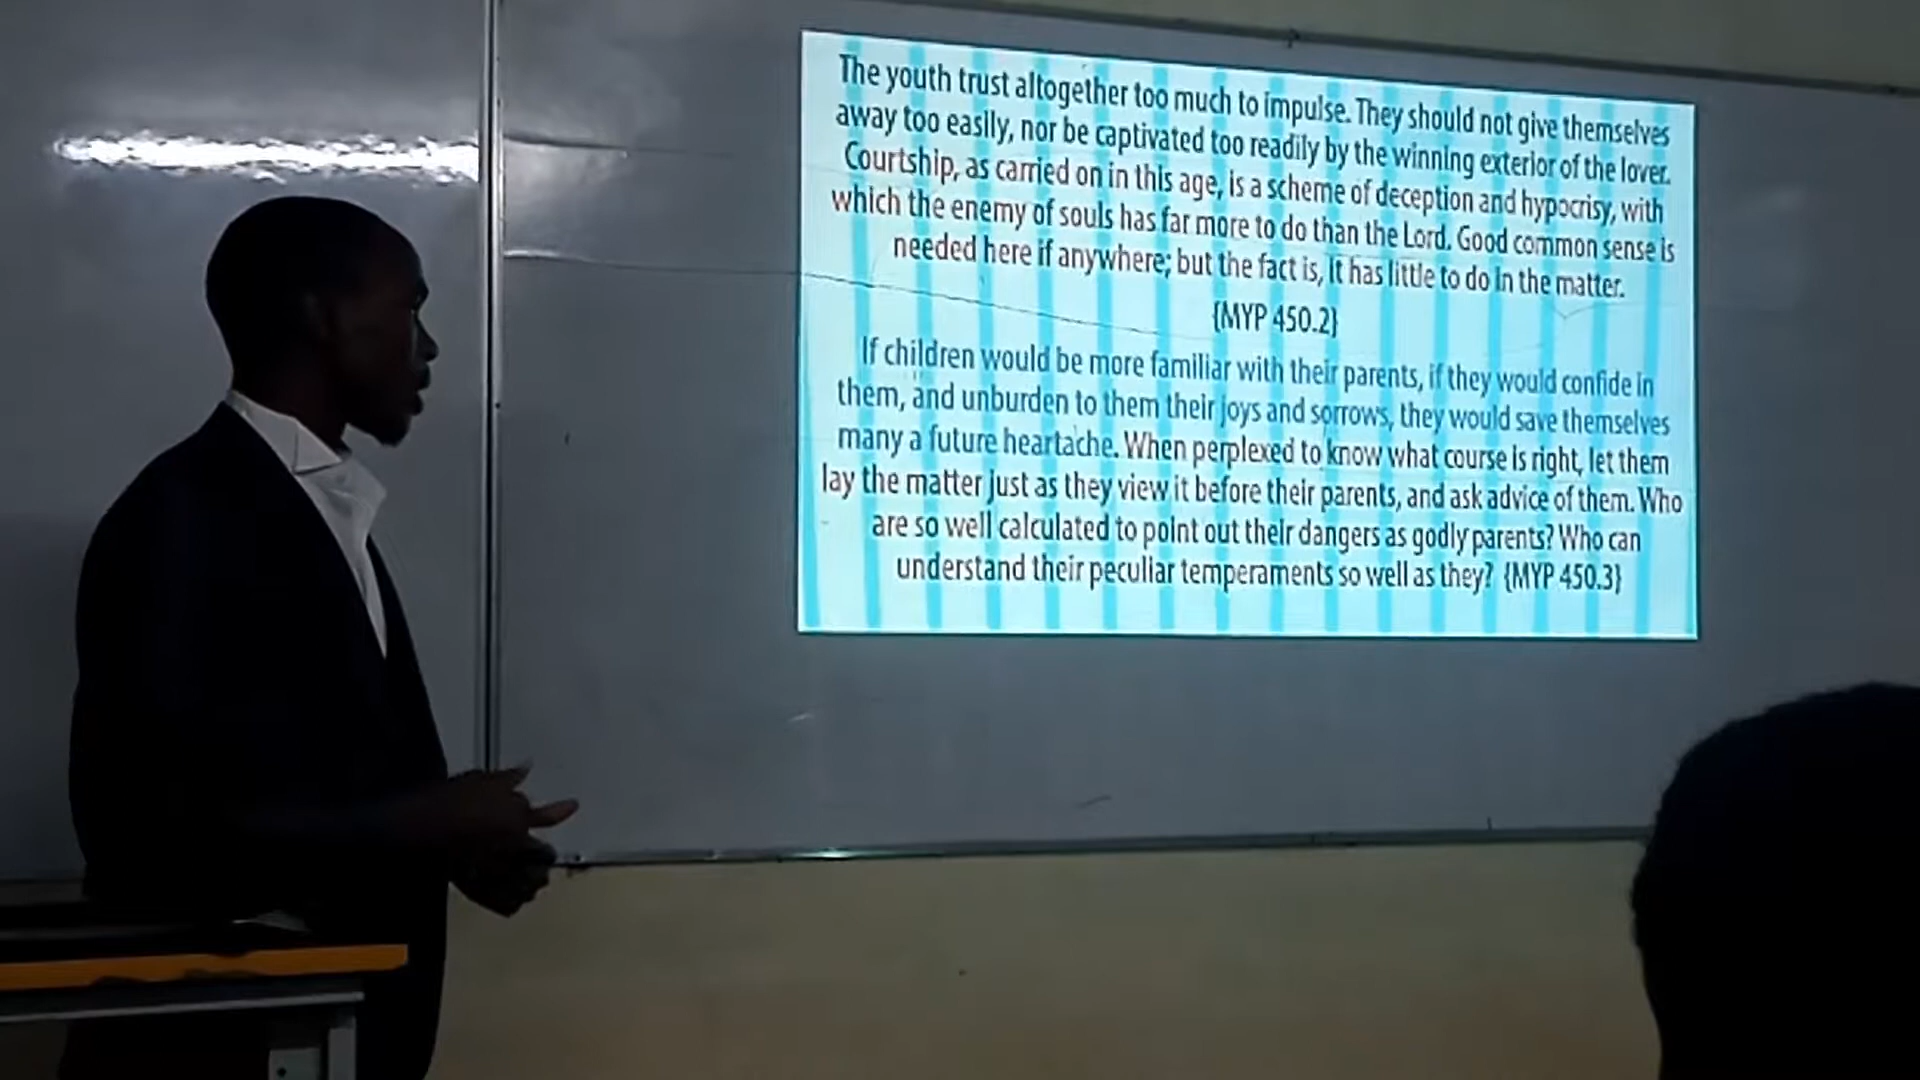 The youth trust altogether too much to impulse. They should not give themselves
away too easily, nor be captivated too readily by the winning exterior of the lover.
Courtship, as carried on in this age, is a scheme of deception and hypocrisy, with
which the enemy of souls has far more to do than the Lord. Good common sense is
needed here if anywhere; but the fact is, it has little to do in the matter.
{MYP 450.2}
If children would be more familiar with their parents, if they would confide in
them, and unburden to them their joys and sorrows, they would save themselves
many a future heartache. When perplexed to know what course is right, let them
lay the matter just as they view it before their parents, and ask advice of them. Who
are so well calculated to point out their dangers as godly parents? Who can
understand their peculiar temperaments so well as they? {MYP 450.3}